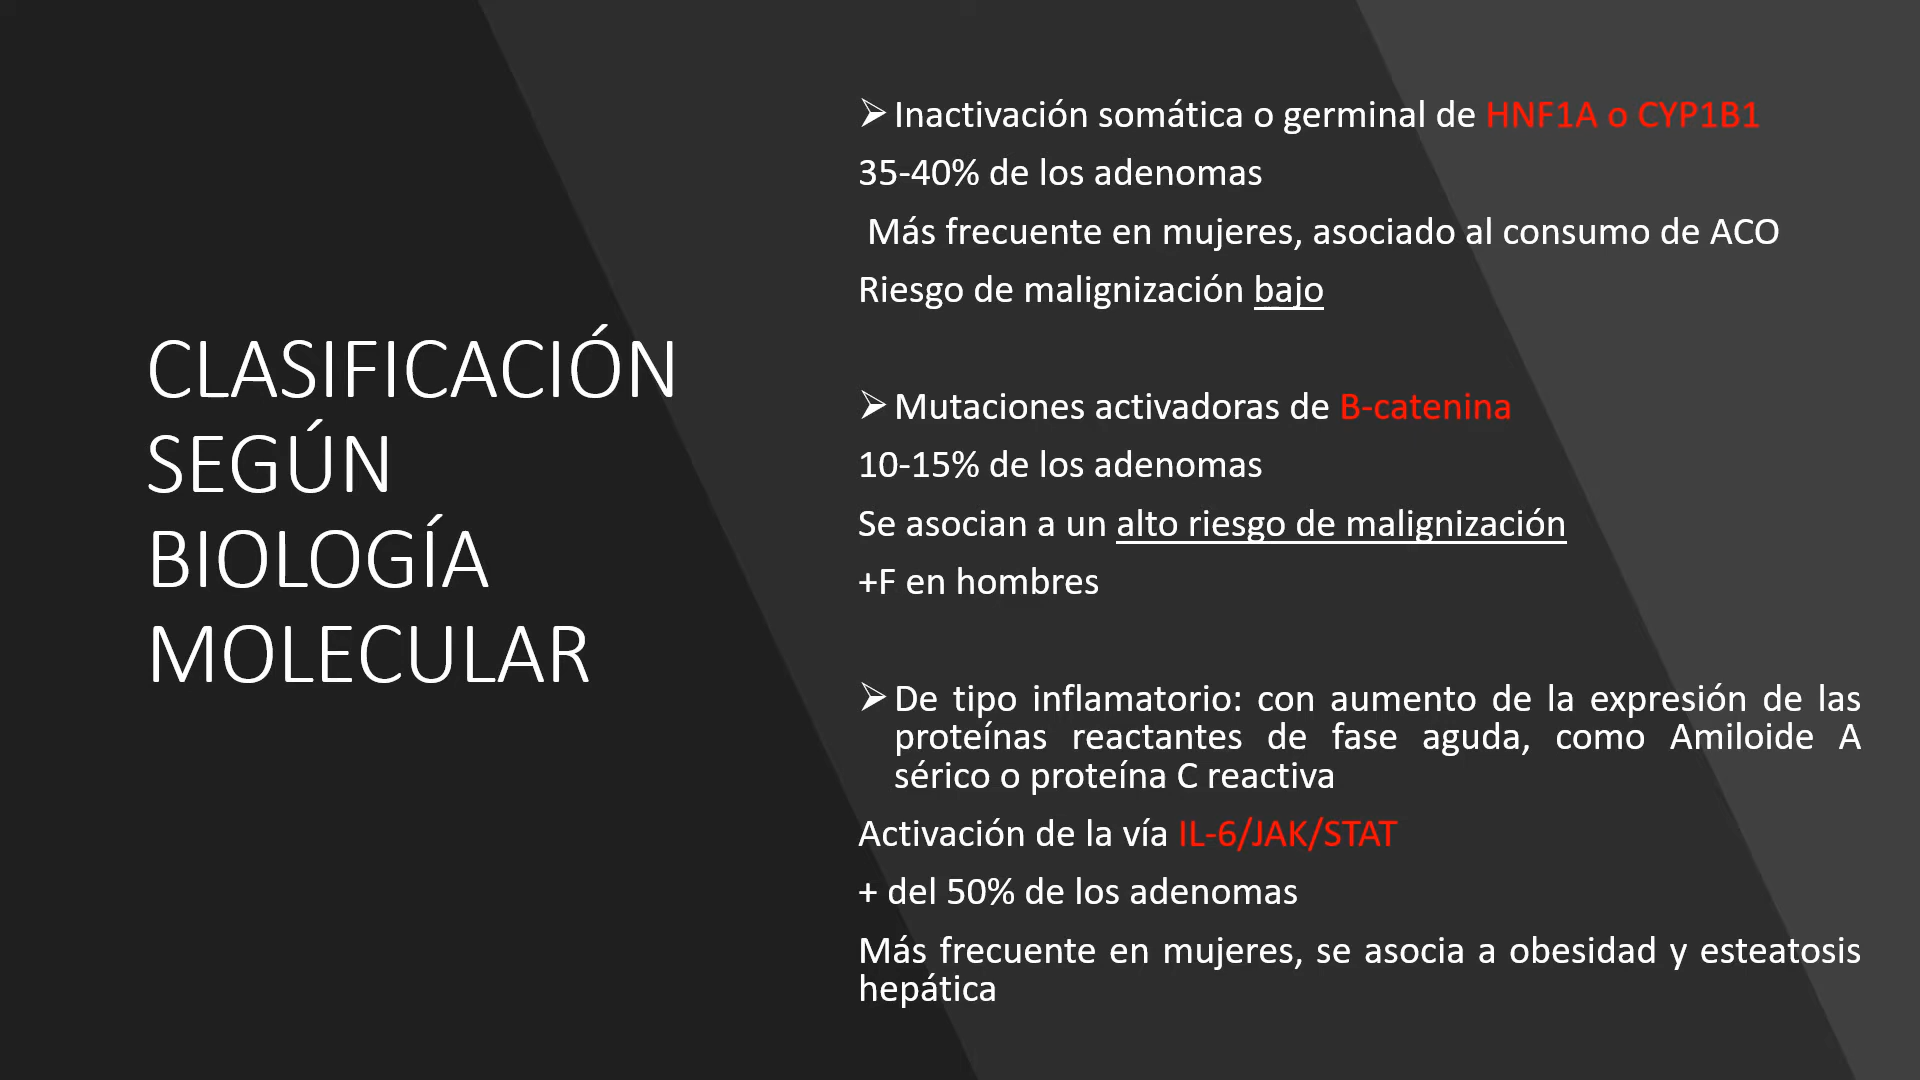 CLASIFICACIÓN
SEGÚN
BIOLOGÍA
MOLECULAR
➢Inactivación somática o germinal de HNF1A o CYP1B1
35-40% de los adenomas
Más frecuente en mujeres, asociado al consumo de ACO
Riesgo de malignización bajo
➢Mutaciones activadoras de B-catenina
10-15% de los adenomas
Se asocian a un alto riesgo de malignización
+F en hombres
➢De tipo inflamatorio: con aumento de la expresión de las
proteínas reactantes de fase aguda, como Amiloide A
sérico o proteína C reactiva
Activación de la vía IL-6/JAK/STAT
+ del 50% de los adenomas
Más frecuente en mujeres, se asocia a obesidad y esteatosis
hepática